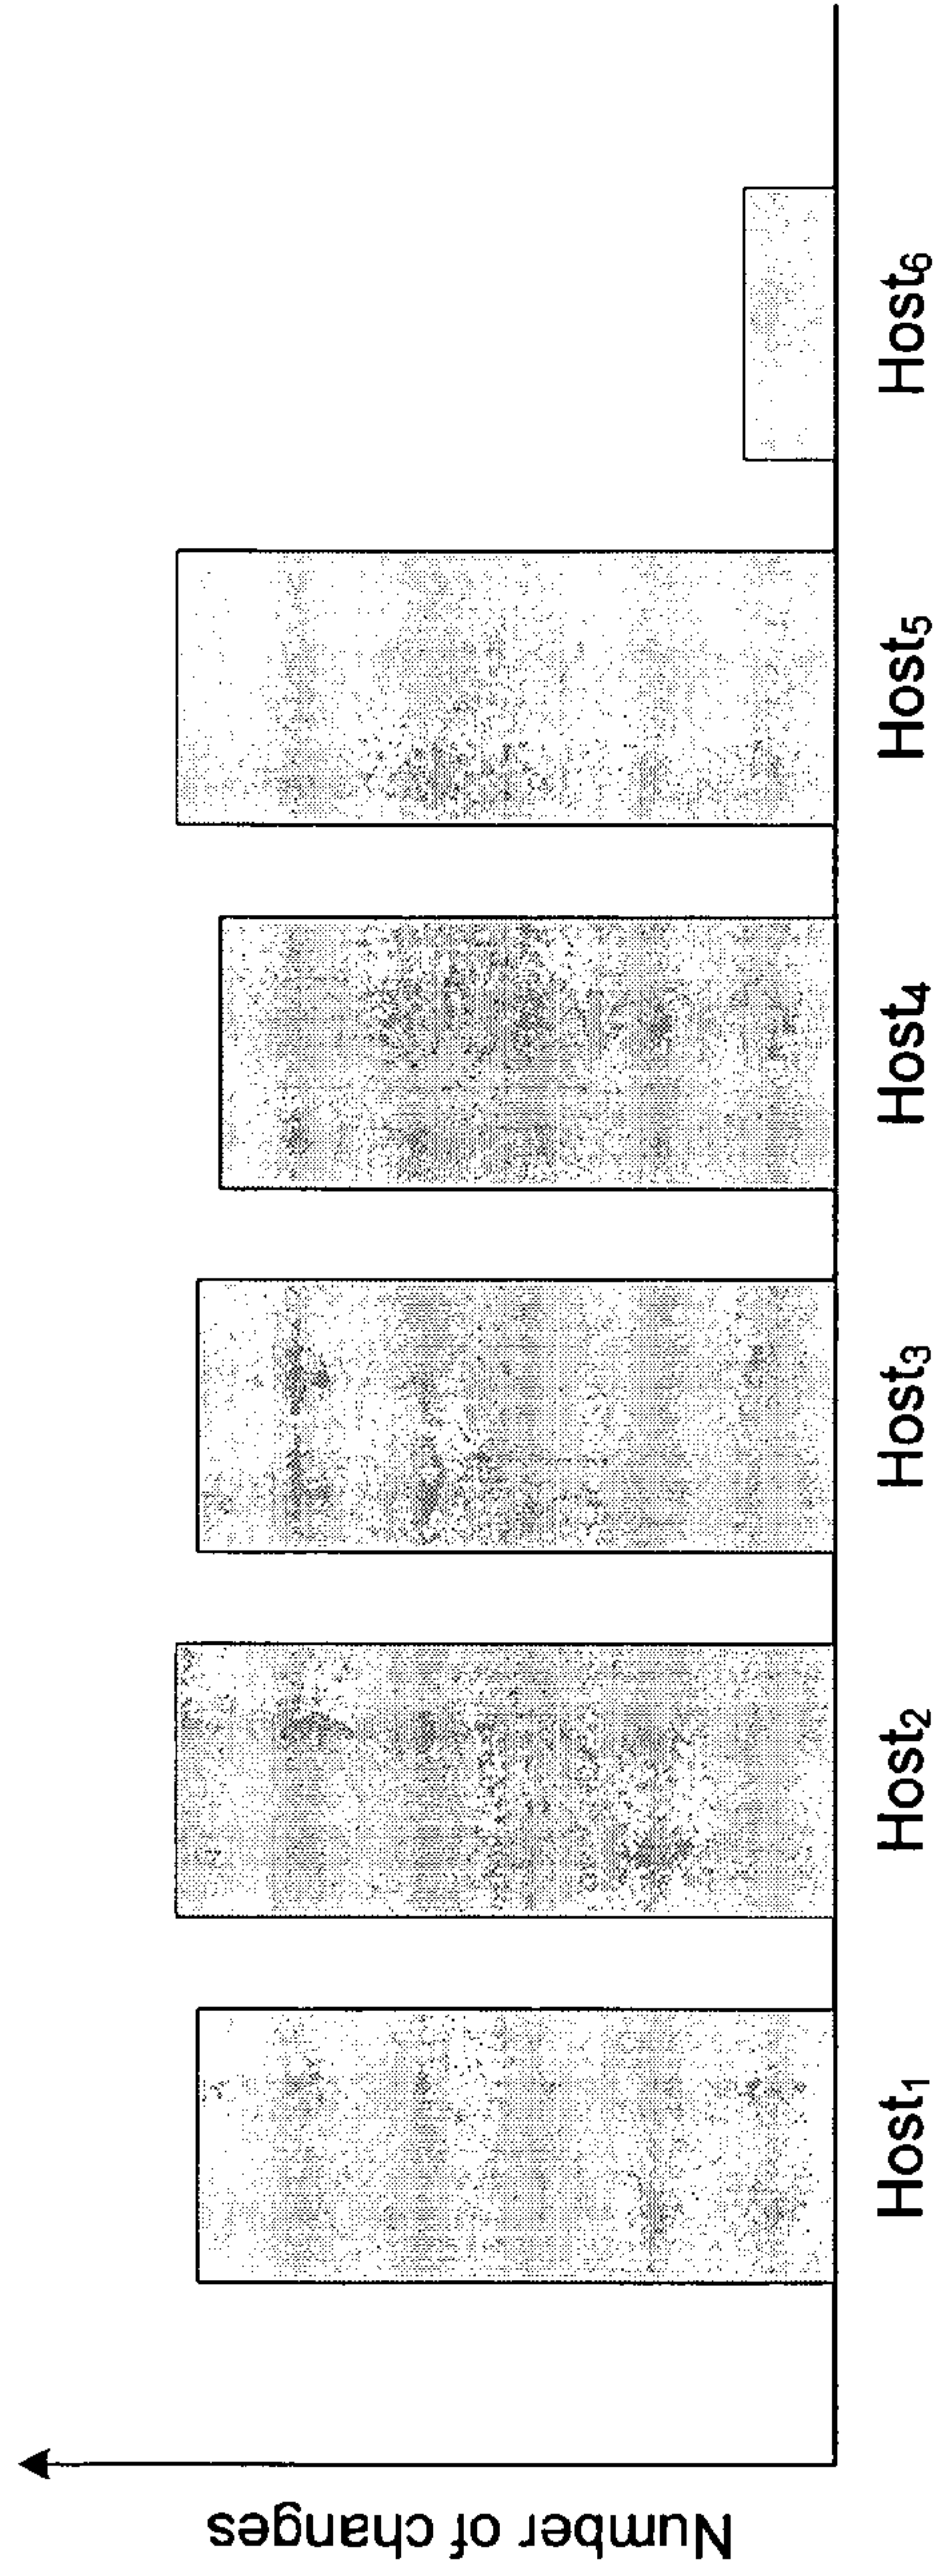 Number of changes
Host₁
Host₂
Host₃
Host₄
Host₅
Host₆